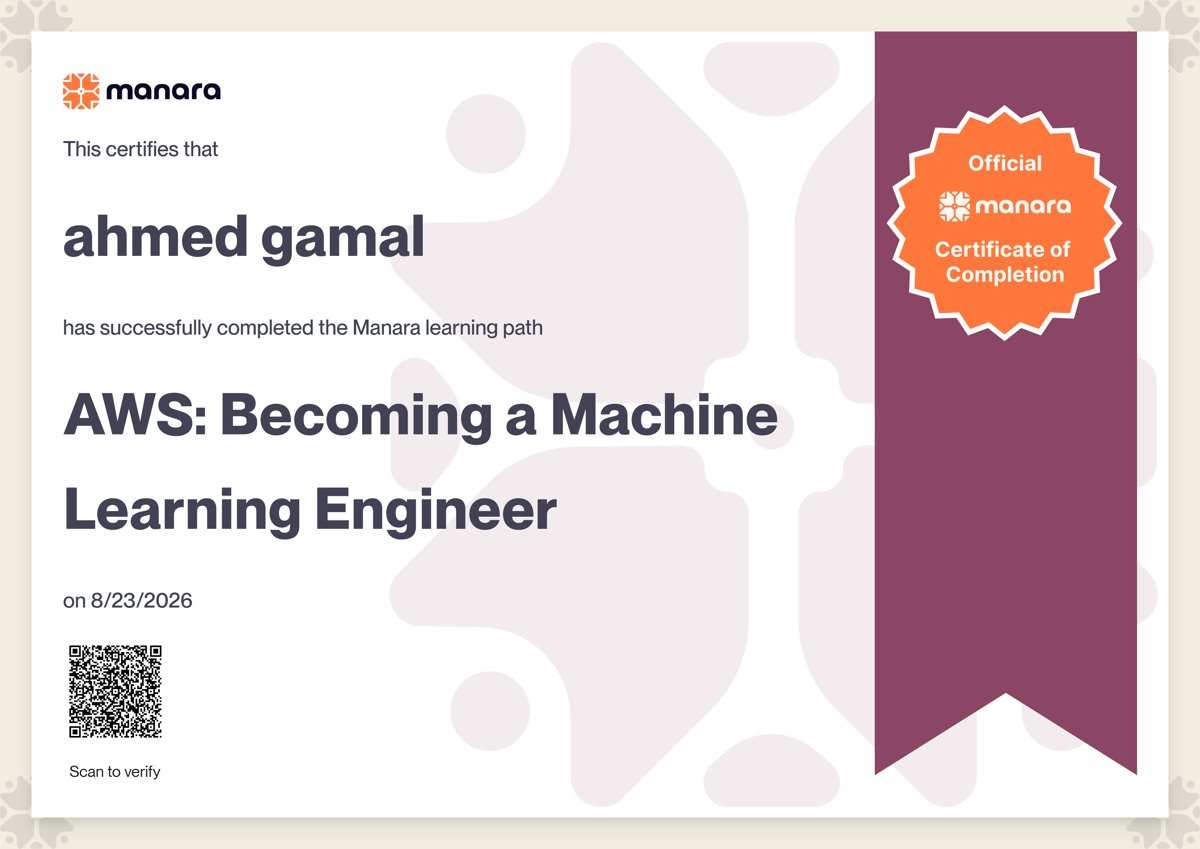 manara
This certifies that
ahmed gamal
has successfully completed the Manara learning path
AWS: Becoming a Machine
Learning Engineer
on 8/23/2026
Scan to verify
Official
manara
Certificate of
Completion